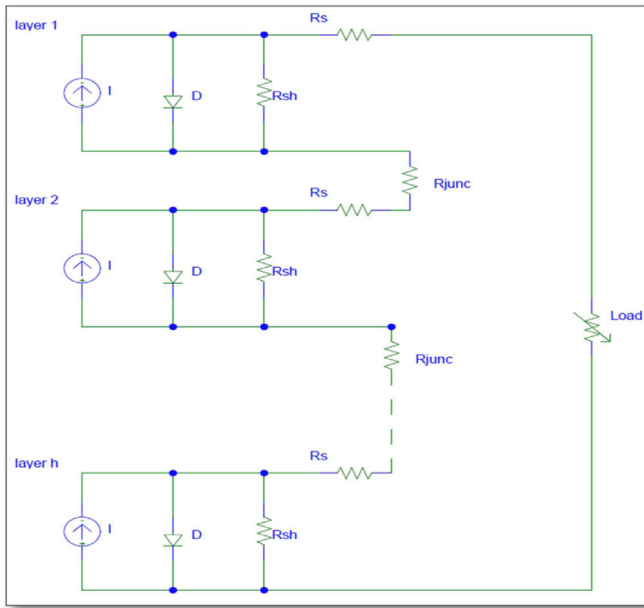 layer 1
Rs
I
D
Rsh
Rjunc
layer 2
Rs
I
D
Rsh
Load
Rjunc
layer h
Rs
I
D
Rsh